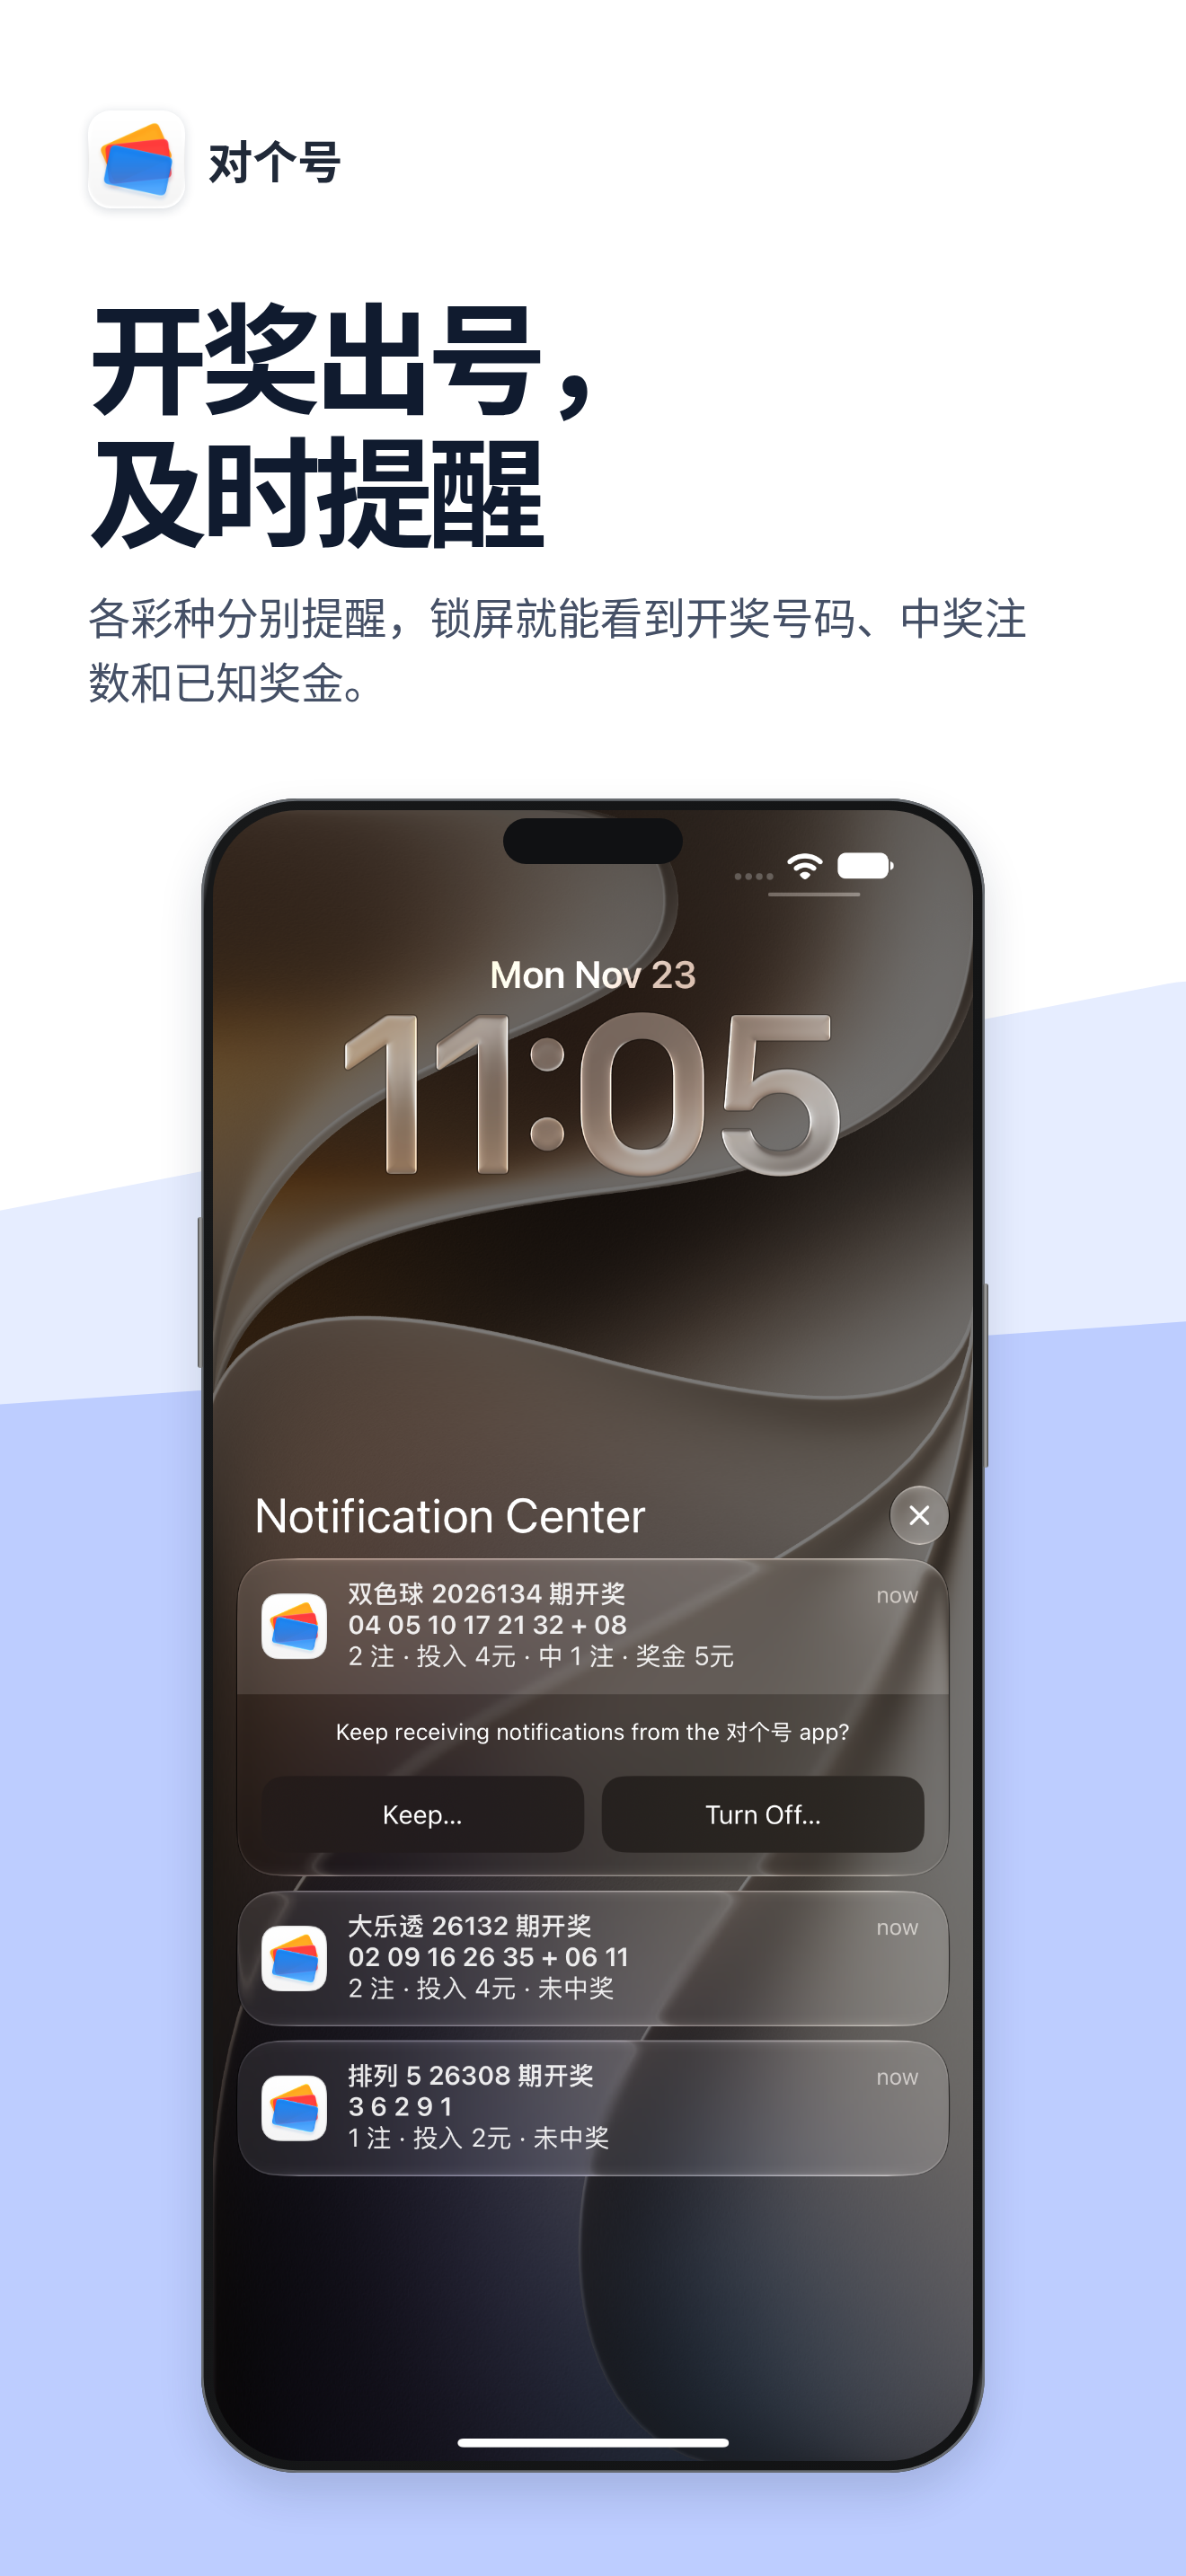 对个号
开奖出号，
及时提醒
各彩种分别提醒，锁屏就能看到开奖号码、中奖注
数和已知奖金。
Mon Nov 23
11:05
Notification Center
双色球 2026134 期开奖
now
04 05 10 17 21 32 + 08
2 注 · 投入 4元 · 中 1 注 · 奖金 5元
Keep receiving notifications from the 对个号 app?
Keep...
Turn Off...
大乐透 26132 期开奖
now
02 09 16 26 35 + 06 11
2 注 · 投入 4元 · 未中奖
排列 5 26308 期开奖
now
3 6 2 9 1
1 注 · 投入 2元 · 未中奖